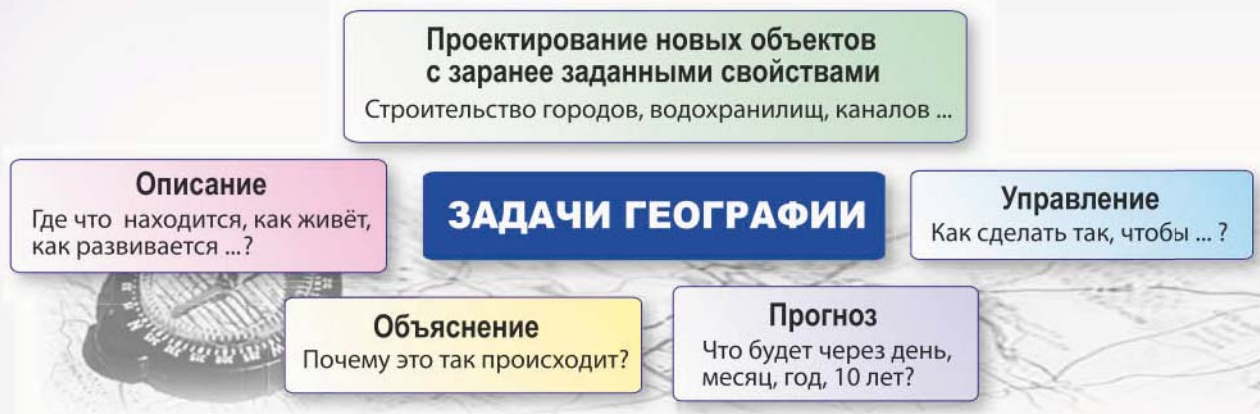 Проектирование новых объектов
с заранее заданными свойствами
Строительство городов, водохранилищ, каналов ...
Описание
Где что находится, как живёт,
как развивается ...?
ЗАДАЧИ ГЕОГРАФИИ
Управление
Как сделать так, чтобы ... ?
Объяснение
Почему это так происходит?
Прогноз
Что будет через день,
месяц, год, 10 лет?